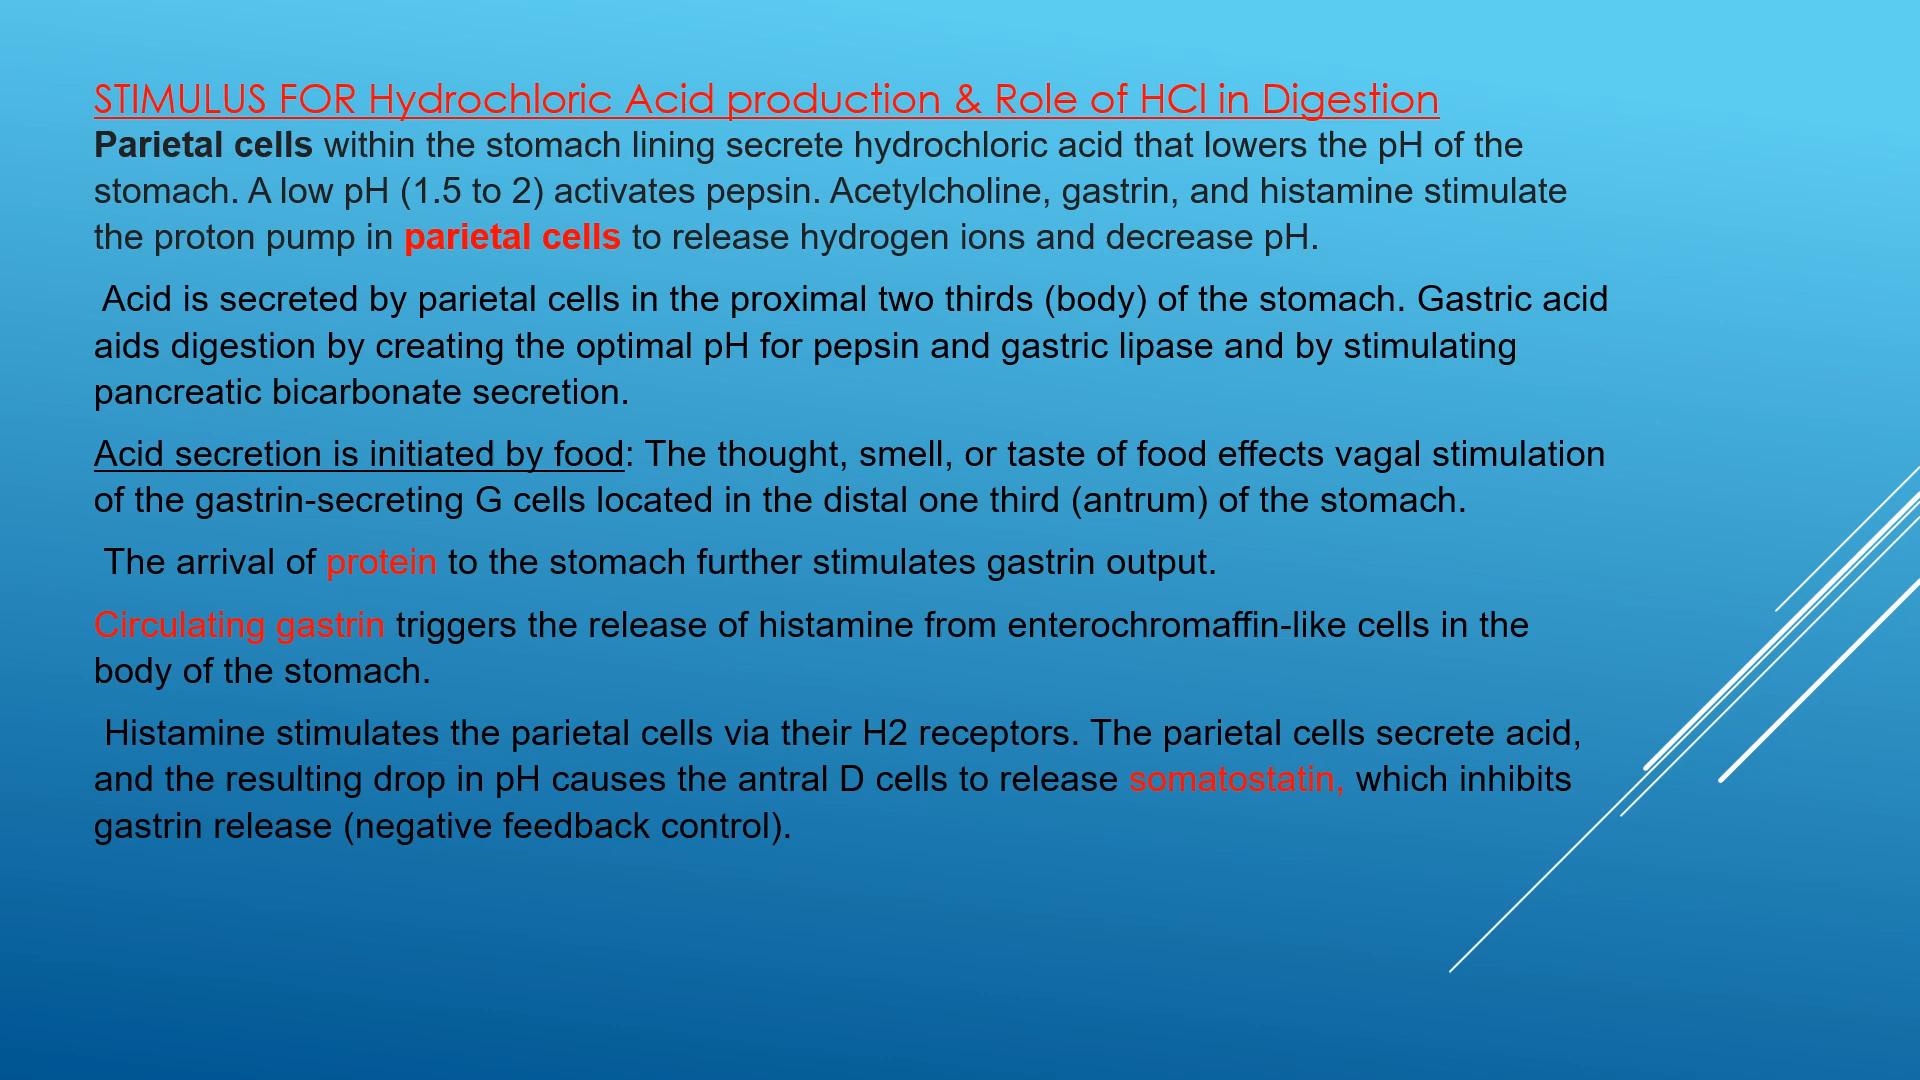 STIMULUS FOR Hydrochloric Acid production & Role of HCl in Digestion
Parietal cells within the stomach lining secrete hydrochloric acid that lowers the pH of the
stomach. A low pH (1.5 to 2) activates pepsin. Acetylcholine, gastrin, and histamine stimulate
the proton pump in parietal cells to release hydrogen ions and decrease pH.
Acid is secreted by parietal cells in the proximal two thirds (body) of the stomach. Gastric acid
aids digestion by creating the optimal pH for pepsin and gastric lipase and by stimulating
pancreatic bicarbonate secretion.
Acid secretion is initiated by food: The thought, smell, or taste of food effects vagal stimulation
of the gastrin-secreting G cells located in the distal one third (antrum) of the stomach.
The arrival of protein to the stomach further stimulates gastrin output.
Circulating gastrin triggers the release of histamine from enterochromaffin-like cells in the
body of the stomach.
Histamine stimulates the parietal cells via their H2 receptors. The parietal cells secrete acid,
and the resulting drop in pH causes the antral D cells to release somatostatin, which inhibits
gastrin release (negative feedback control).